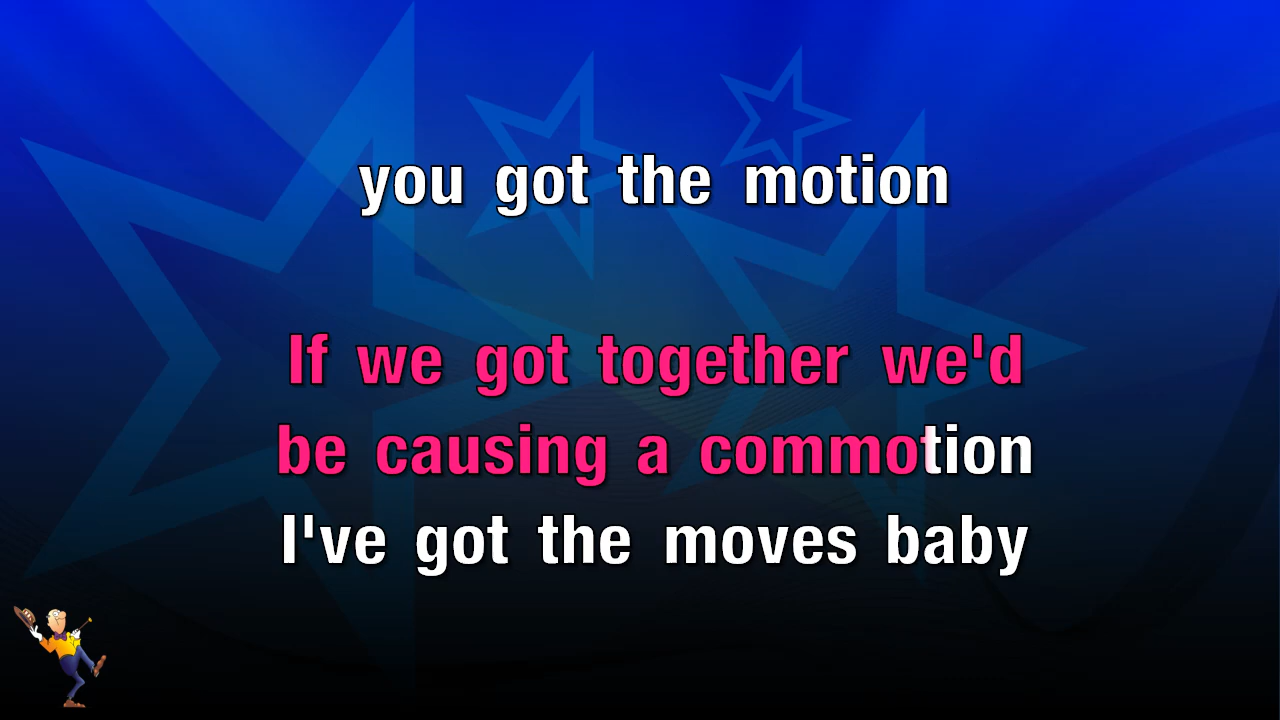 you got the motion
If we got together we'd
be causing a commotion
I've got the moves baby